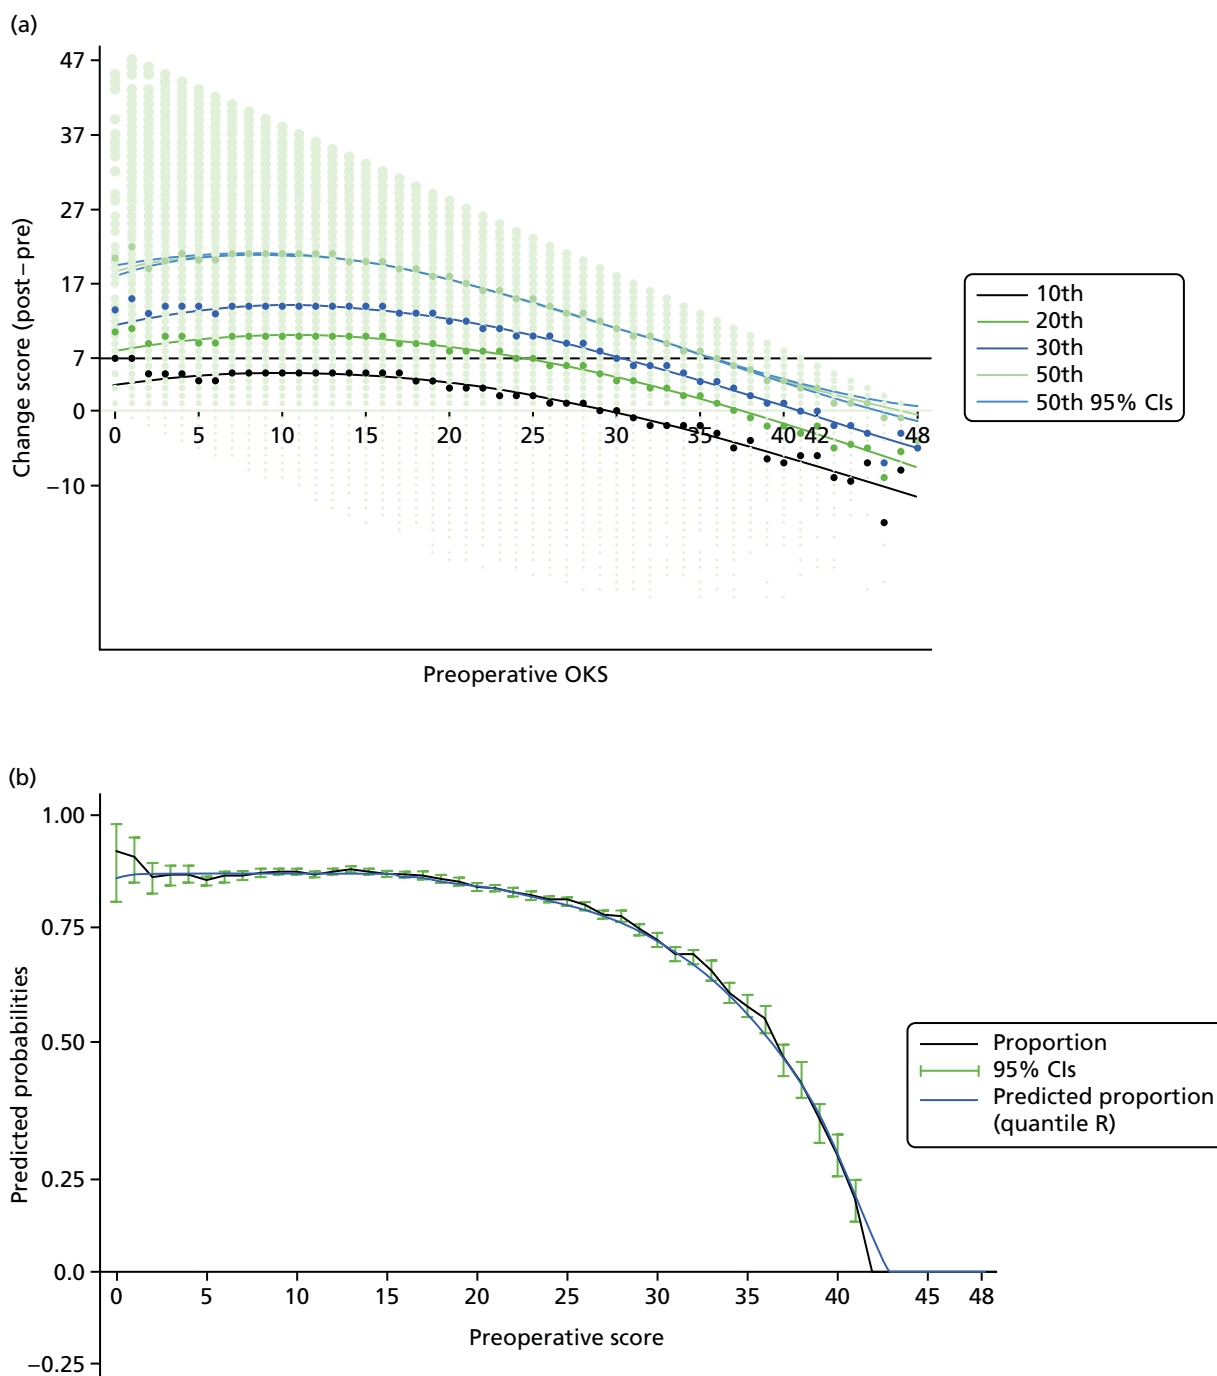 (a)
47
37
27
17
7
0
−10
Change score (post – pre)
0 5 10 15 20 25 30 35 40 42 48
Preoperative OKS
10th
20th
30th
50th
50th 95% CIs
(b)
1.00
0.75
0.50
0.25
0.0
−0.25
Predicted probabilities
0 5 10 15 20 25 30 35 40 45 48
Preoperative score
Proportion
95% CIs
Predicted proportion
(quantile R)